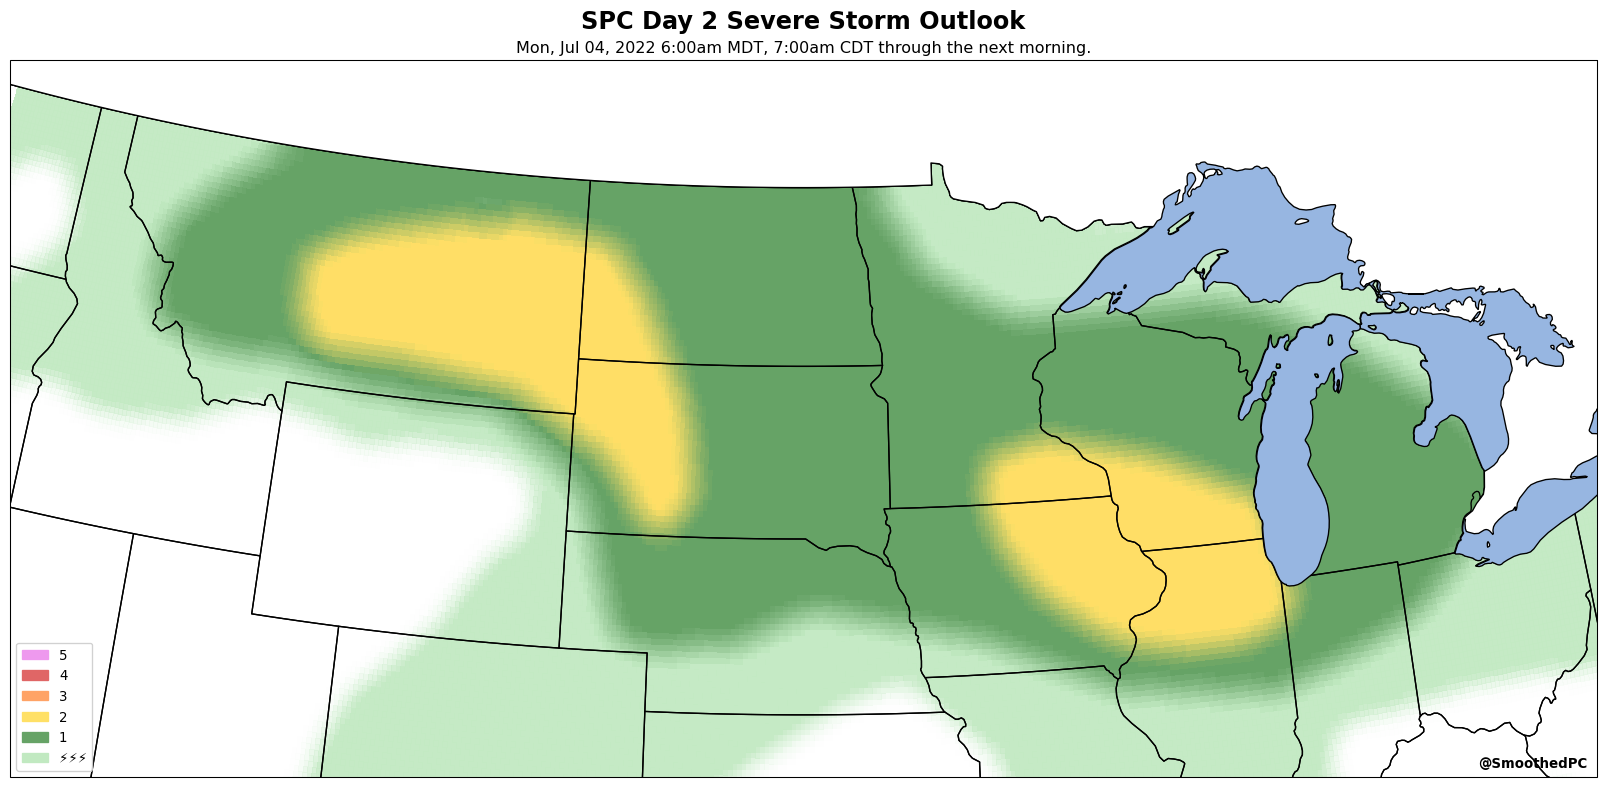 SPC Day 2 Severe Storm Outlook
Mon, Jul 04, 2022 6:00am MDT, 7:00am CDT through the next morning.
5
4
3
2
1
⚡⚡⚡
@SmoothedPC